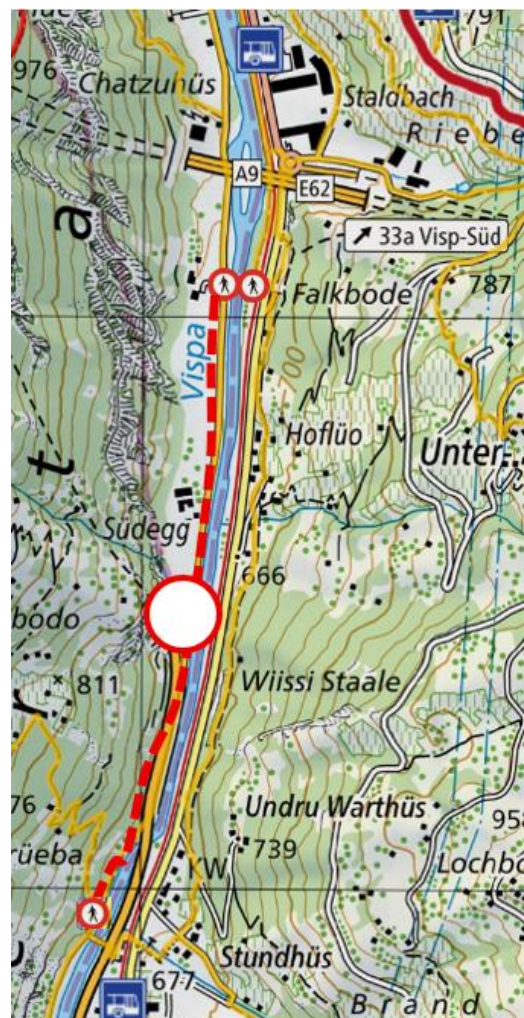 791
976
Chatzuhüs
Staldbach
Riebe
A9
E62
33a Visp-Süd
a
Falkbode
787
Vispa
700
Hoflüo
t
Unter-
Südegg
666
bodo
811
Wiissi Staale
r
Undru Warthüs
958
76
739
rüeba
Lochbo
KW
e
Stundhüs
677
Brand